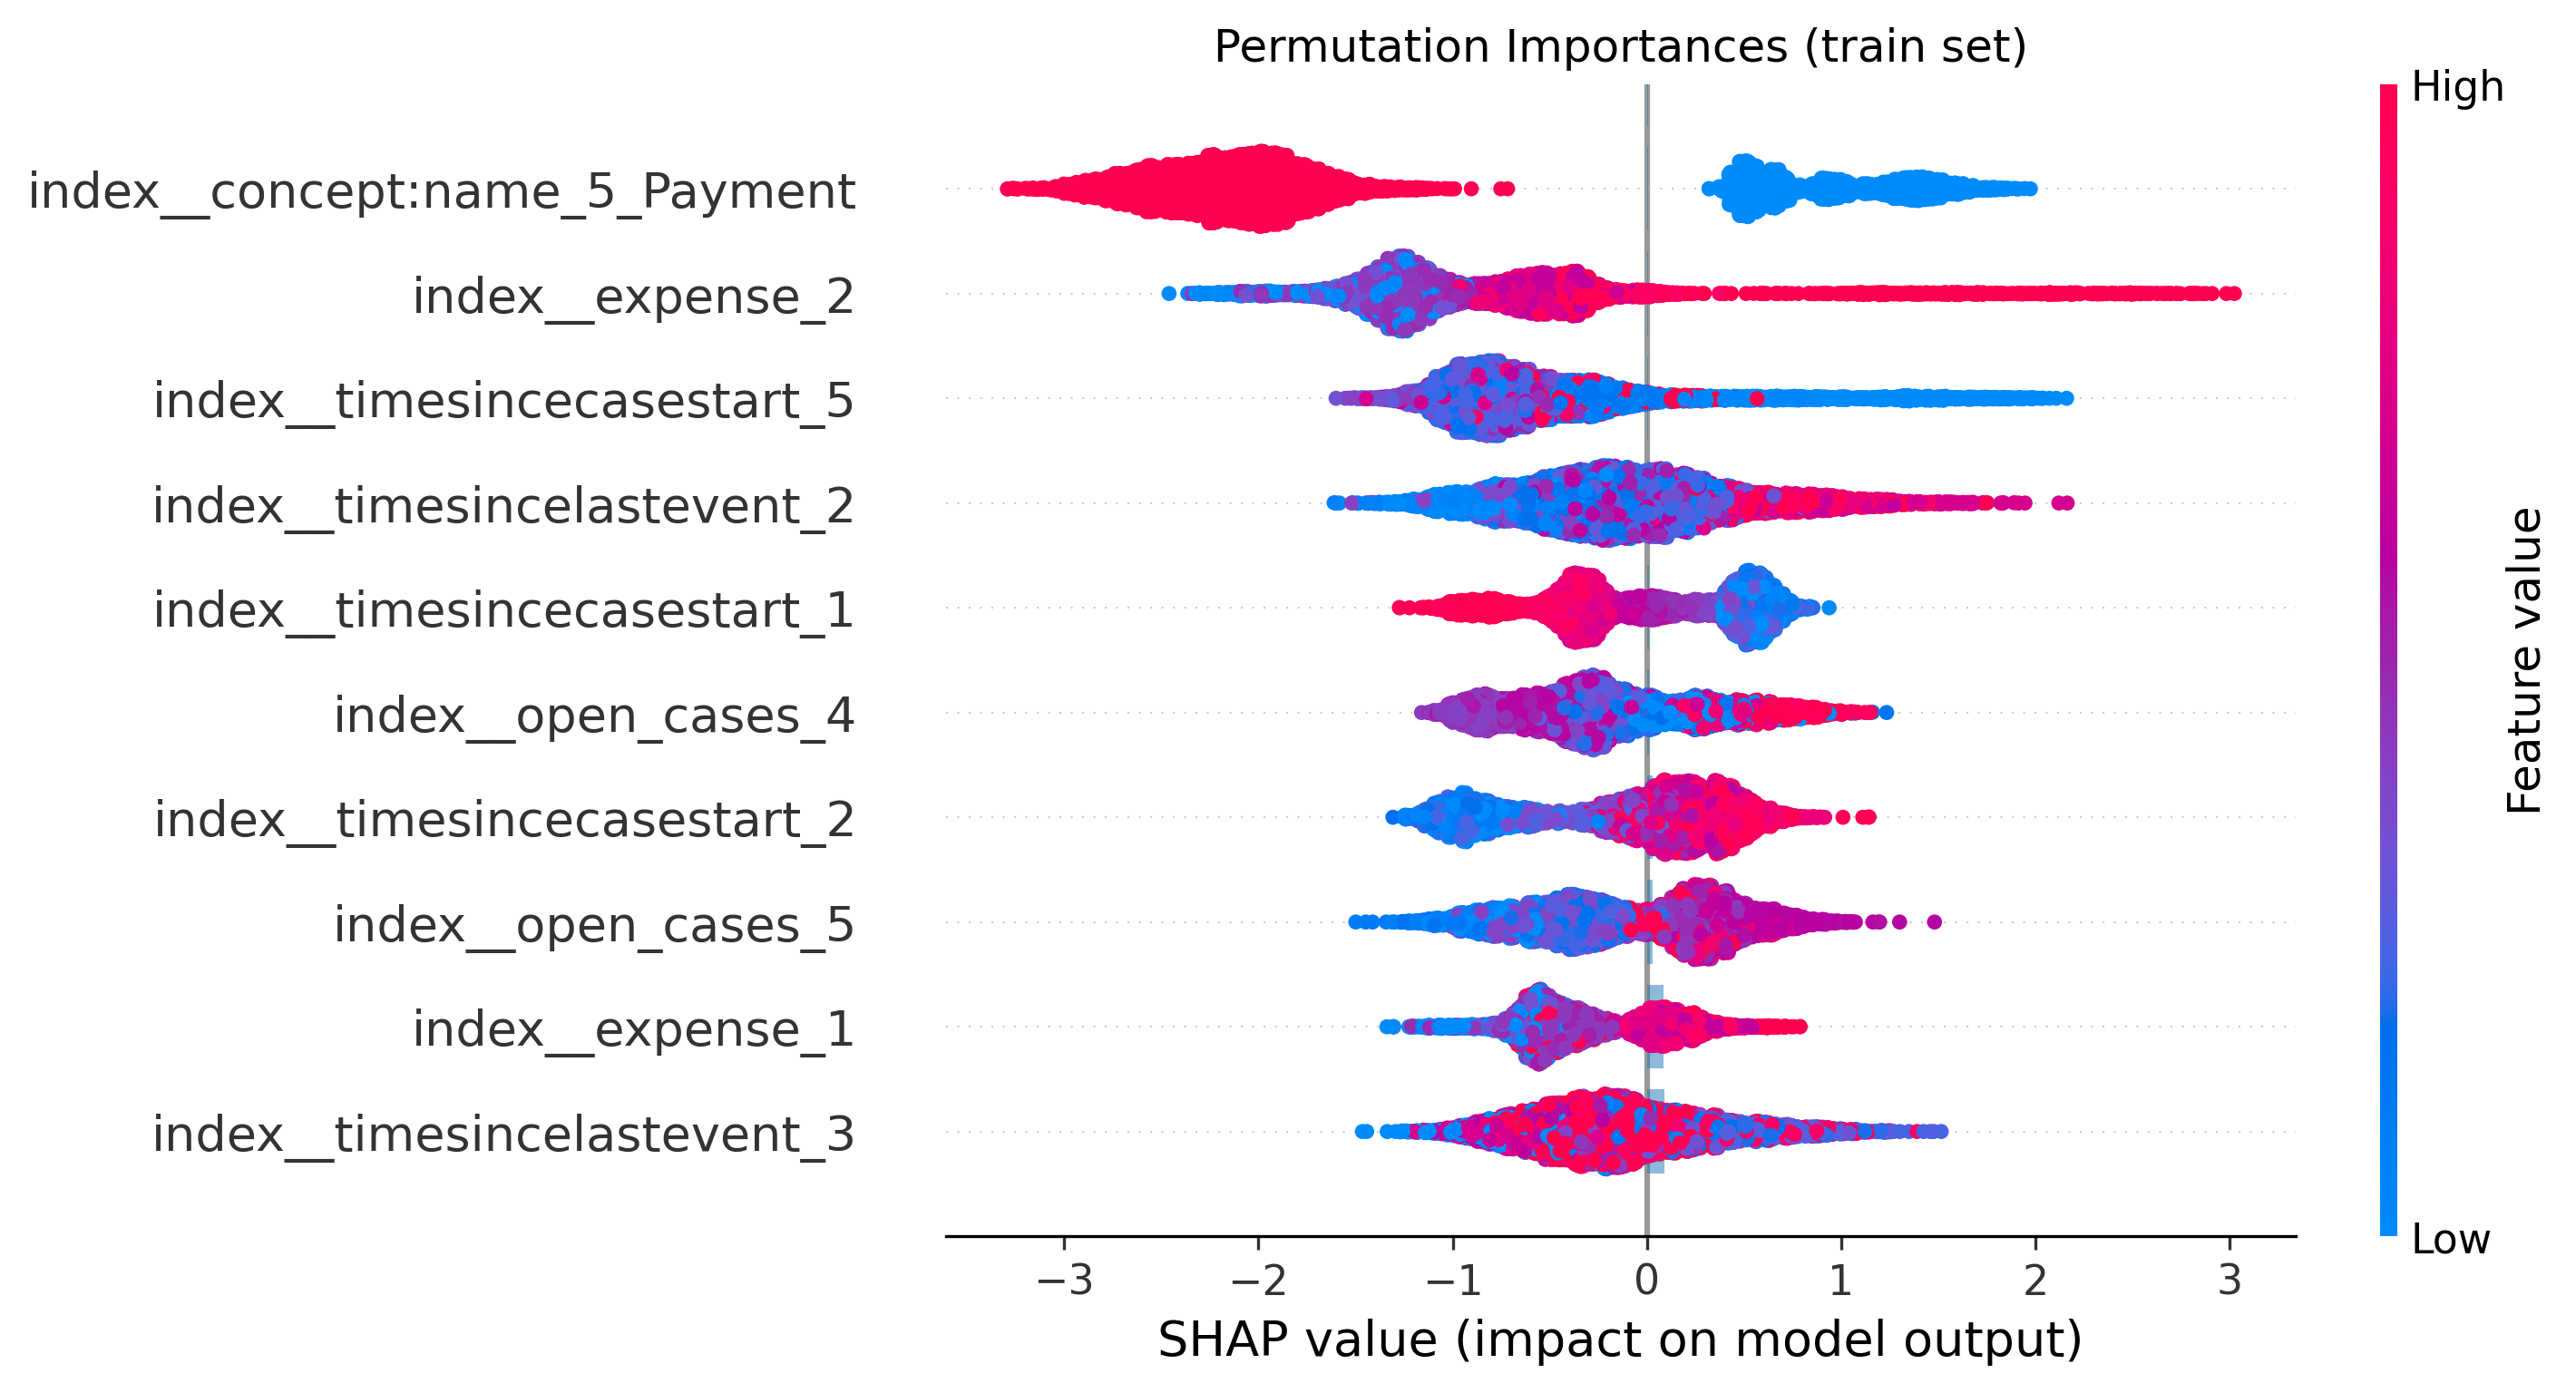 Permutation Importances (train set)
High
index__concept:name_5_Payment
index__expense_2
index__timesincecasestart_5
index__timesincelastevent_2
index__timesincecasestart_1
index__open_cases_4
index__timesincecasestart_2
index__open_cases_5
index__expense_1
index__timesincelastevent_3
Feature value
Low
−3 −2 −1 0 1 2 3
SHAP value (impact on model output)